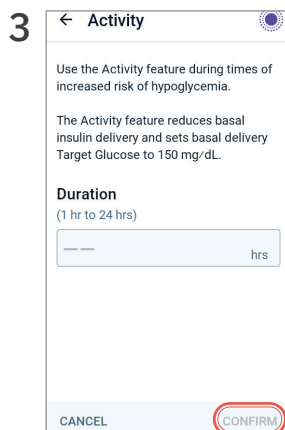 3
← Activity
Use the Activity feature during times of
increased risk of hypoglycemia.
The Activity feature reduces basal
insulin delivery and sets basal delivery
Target Glucose to 150 mg/dL.
Duration
(1 hr to 24 hrs)
— —
hrs
CANCEL CONFIRM